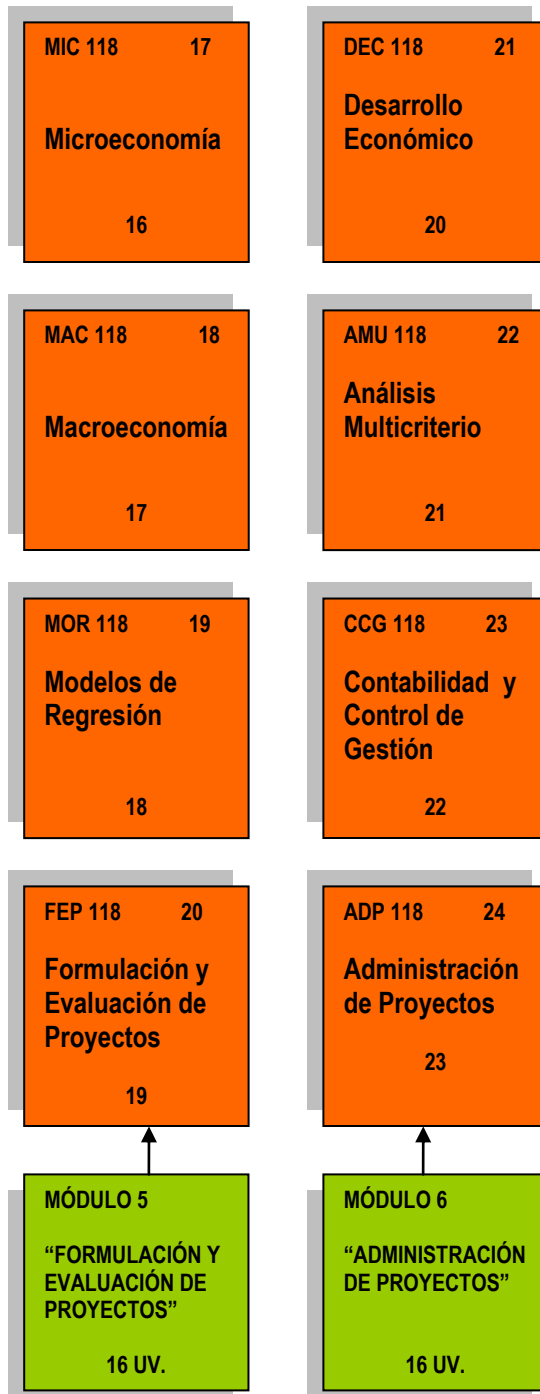 MIC 118 17
Microeconomía
16
DEC 118 21
Desarrollo
Económico
20
MAC 118 18
Macroeconomía
17
AMU 118 22
Análisis
Multicriterio
21
MOR 118 19
Modelos de
Regresión
18
CCG 118 23
Contabilidad y
Control de
Gestión
22
FEP 118 20
Formulación y
Evaluación de
Proyectos
19
ADP 118 24
Administración
de Proyectos
23
MÓDULO 5
“FORMULACIÓN Y
EVALUACIÓN DE
PROYECTOS”
16 UV.
MÓDULO 6
“ADMINISTRACIÓN
DE PROYECTOS”
16 UV.